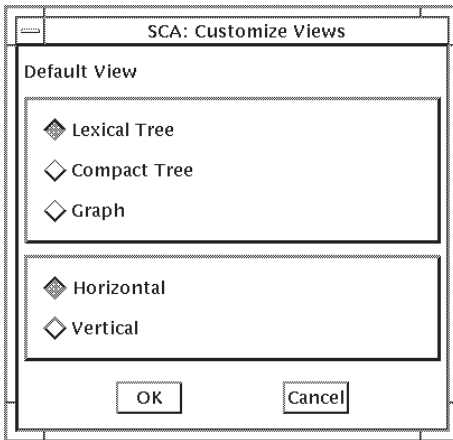 SCA: Customize Views
Default View
Lexical Tree
Compact Tree
Graph
Horizontal
Vertical
OK Cancel